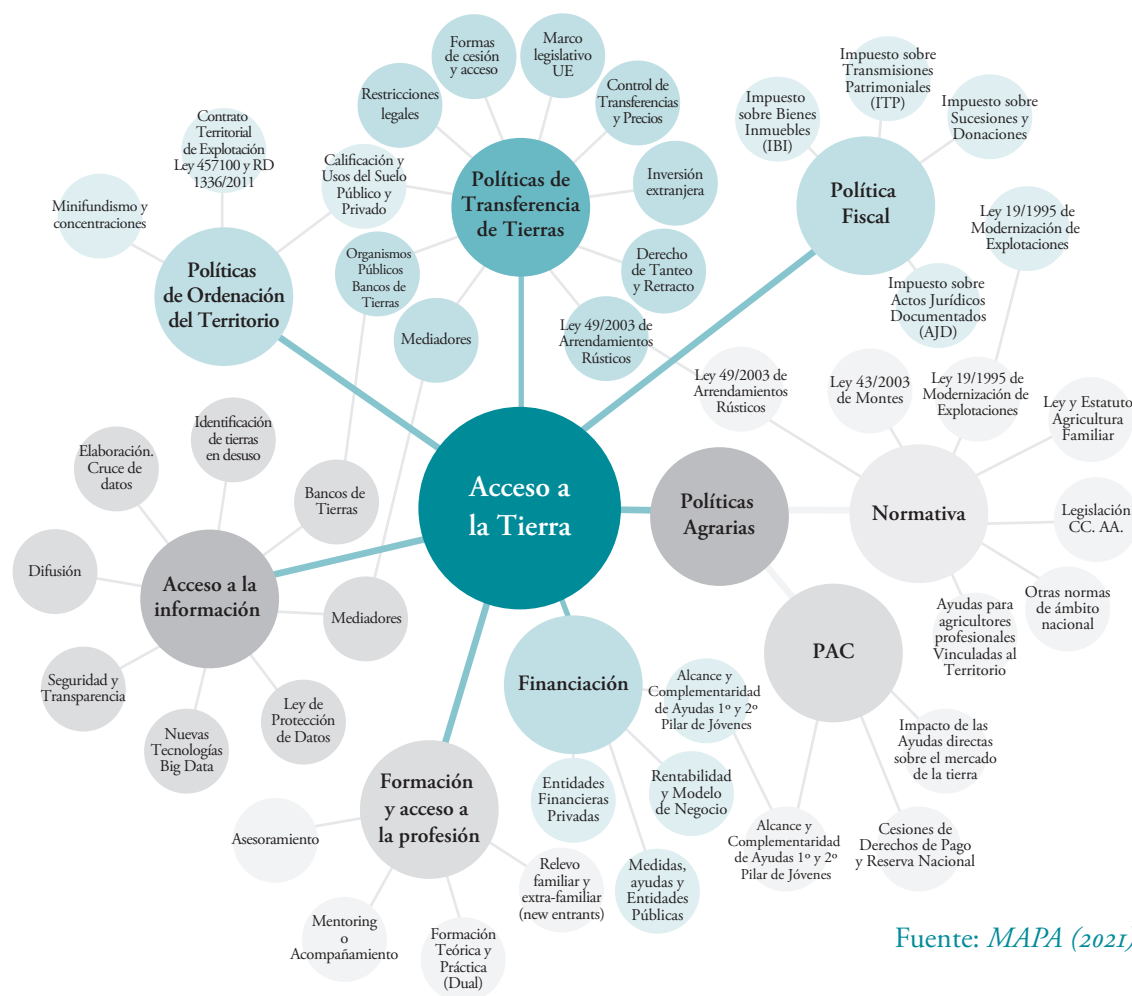 Formas
de cesión
y acceso
Marco
legislativo
UE
Restricciones
legales
Control de
Transferencias
y Precios
Calificación y
Usos del Suelo
Público y
Privado
Políticas de
Transferencia
de Tierras
Inversión
extranjera
Organismos
Públicos
Bancos de
Tierras
Derecho
de Tanteo
y Retracto
Mediadores
Ley 49/2003 de
Arrendamientos
Rústicos
Impuesto
sobre Bienes
Inmuebles
(IBI)
Impuesto sobre
Transmisiones
Patrimoniales
(ITP)
Impuesto sobre
Sucesiones y
Donaciones
Política
Fiscal
Ley 19/1995 de
Modernización de
Explotaciones
Impuesto sobre
Actos Jurídicos
Documentados
(AJD)
Contrato
Territorial
de Explotación
Ley 457100 y RD
1336/2011
Minifundismo y
concentraciones
Políticas
de Ordenación
del Territorio
Ley 49/2003 de
Arrendamientos
Rústicos
Ley 43/2003
de Montes
Ley 19/1995 de
Modernización de
Explotaciones
Ley y Estatuto
Agricultura
Familiar
Identificación
de tierras
en desuso
Elaboración.
Cruce de
datos
Bancos de
Tierras
Acceso a
la Tierra
Políticas
Agrarias
Normativa
Legislación
CC. AA.
Difusión
Acceso a la
información
Mediadores
Otras normas
de ámbito
nacional
Ayudas para
agricultores
profesionales
Vinculadas al
Territorio
PAC
Seguridad y
Transparencia
Nuevas
Tecnologías
Big Data
Ley de
Protección
de Datos
Financiación
Alcance y
Complementaridad
de Ayudas 1º y 2º
Pilar de Jóvenes
Impacto de las
Ayudas directas
sobre el mercado
de la tierra
Formación
y acceso a
la profesión
Entidades
Financieras
Privadas
Rentabilidad
y Modelo
de Negocio
Alcance y
Complementaridad
de Ayudas 1º y 2º
Pilar de Jóvenes
Cesiones de
Derechos de Pago
y Reserva Nacional
Asesoramiento
Relevo
familiar y
extra-familiar
(new entrants)
Medidas,
ayudas y
Entidades
Públicas
Mentoring
o
Acompañamiento
Formación
Teórica y
Práctica
(Dual)
Fuente: MAPA (2021)